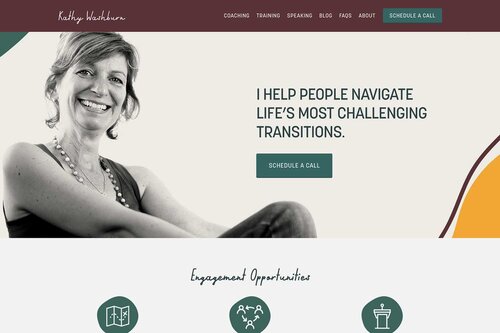 Kathy Washburn
COACHING TRAINING SPEAKING BLOG FAQS ABOUT SCHEDULE A CALL
I HELP PEOPLE NAVIGATE
LIFE'S MOST CHALLENGING
TRANSITIONS.
SCHEDULE A CALL
Engagement Opportunities